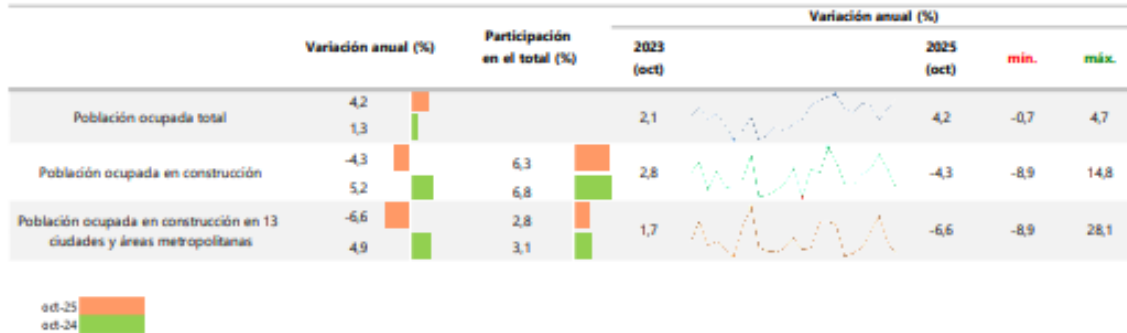 Variación anual (%)
Variación anual (%)
Participación
en el total (%)
2023
(oct)
2025
(oct)
mín.
máx.
Población ocupada total
4,2
1,3
2,1
4,2
-0,7
4,7
Población ocupada en construcción
-4,3
5,2
6,3
6,8
2,8
-4,3
-8,9
14,8
Población ocupada en construcción en 13
ciudades y áreas metropolitanas
-6,6
4,9
2,8
3,1
1,7
-6,6
-8,9
28,1
oct-25
oct-24